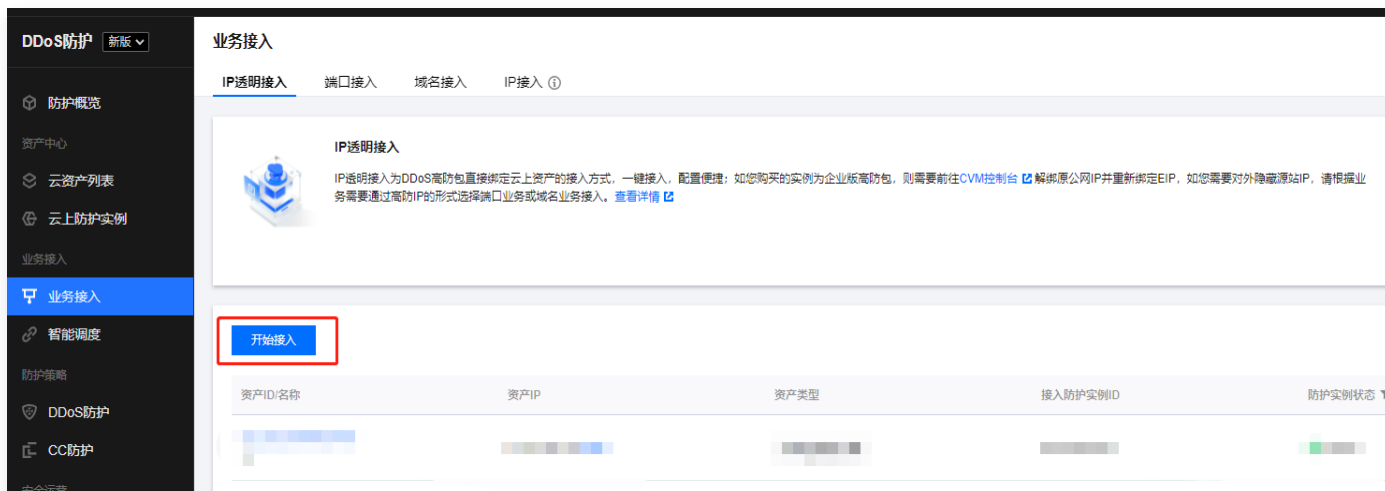 DDoS防护 新版
防护概览
资产中心
云资产列表
云上防护实例
业务接入
业务接入
智能调度
防护策略
DDoS防护
CC防护
安全运营
业务接入
IP透明接入 端口接入 域名接入 IP接入
IP透明接入
IP透明接入为DDoS高防包直接绑定云上资产的接入方式，一键接入，配置便捷；如您购买的实例为企业版高防包，则需要前往CVM控制台 解绑原公网IP并重新绑定EIP，如您需要对外隐藏源站IP，请根据业
务需要通过高防IP的形式选择端口业务或域名业务接入。查看详情
开始接入
资产ID/名称 资产IP 资产类型 接入防护实例ID 防护实例状态